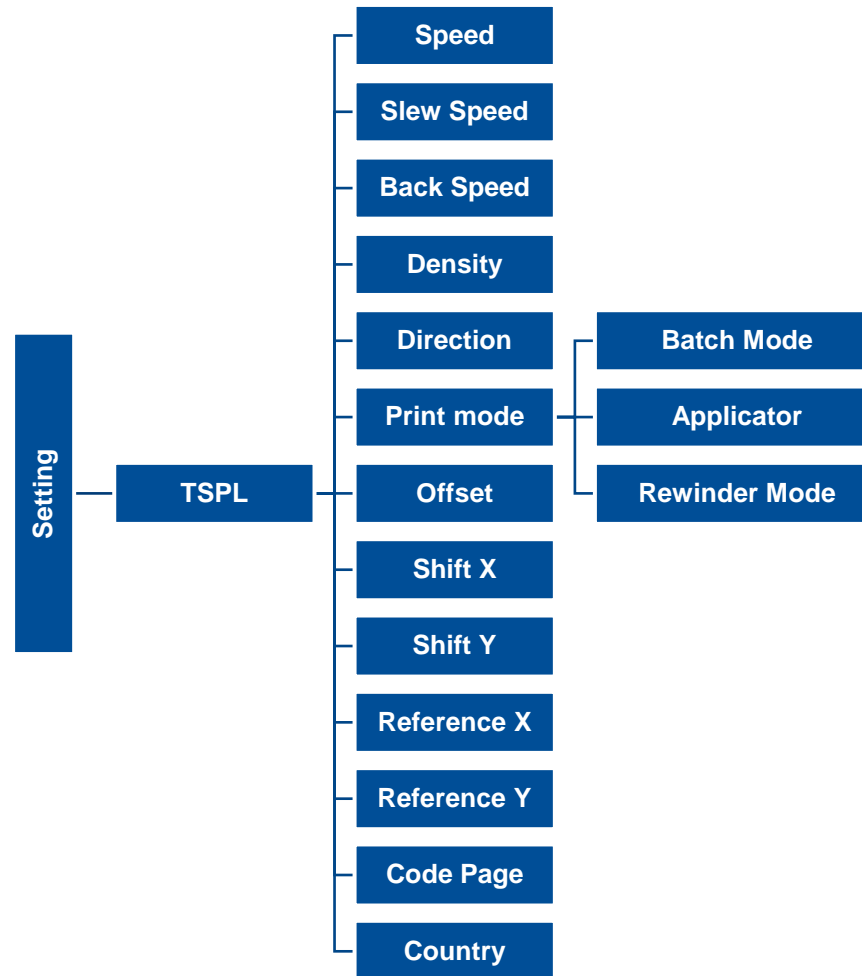 Setting
TSPL
Speed
Slew Speed
Back Speed
Density
Direction
Print mode
Batch Mode
Applicator
Rewinder Mode
Offset
Shift X
Shift Y
Reference X
Reference Y
Code Page
Country